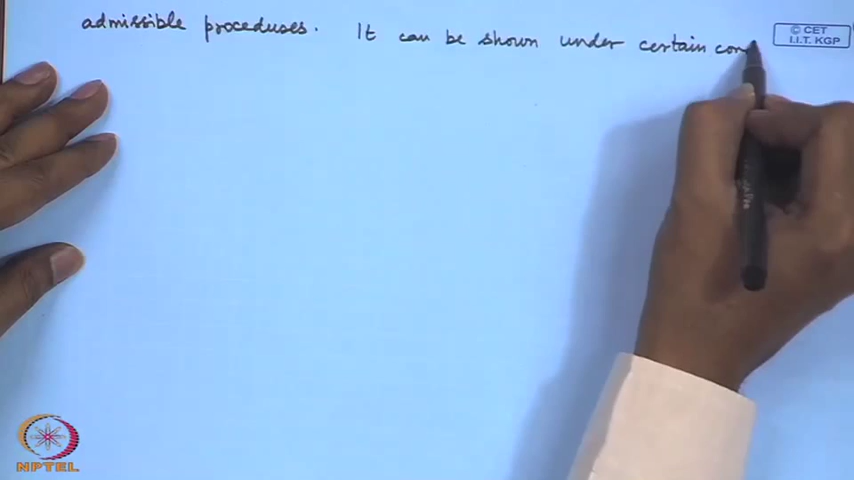 admissible procedures. It can be shown under certain con
© CET
I.I.T. KGP
NPTEL